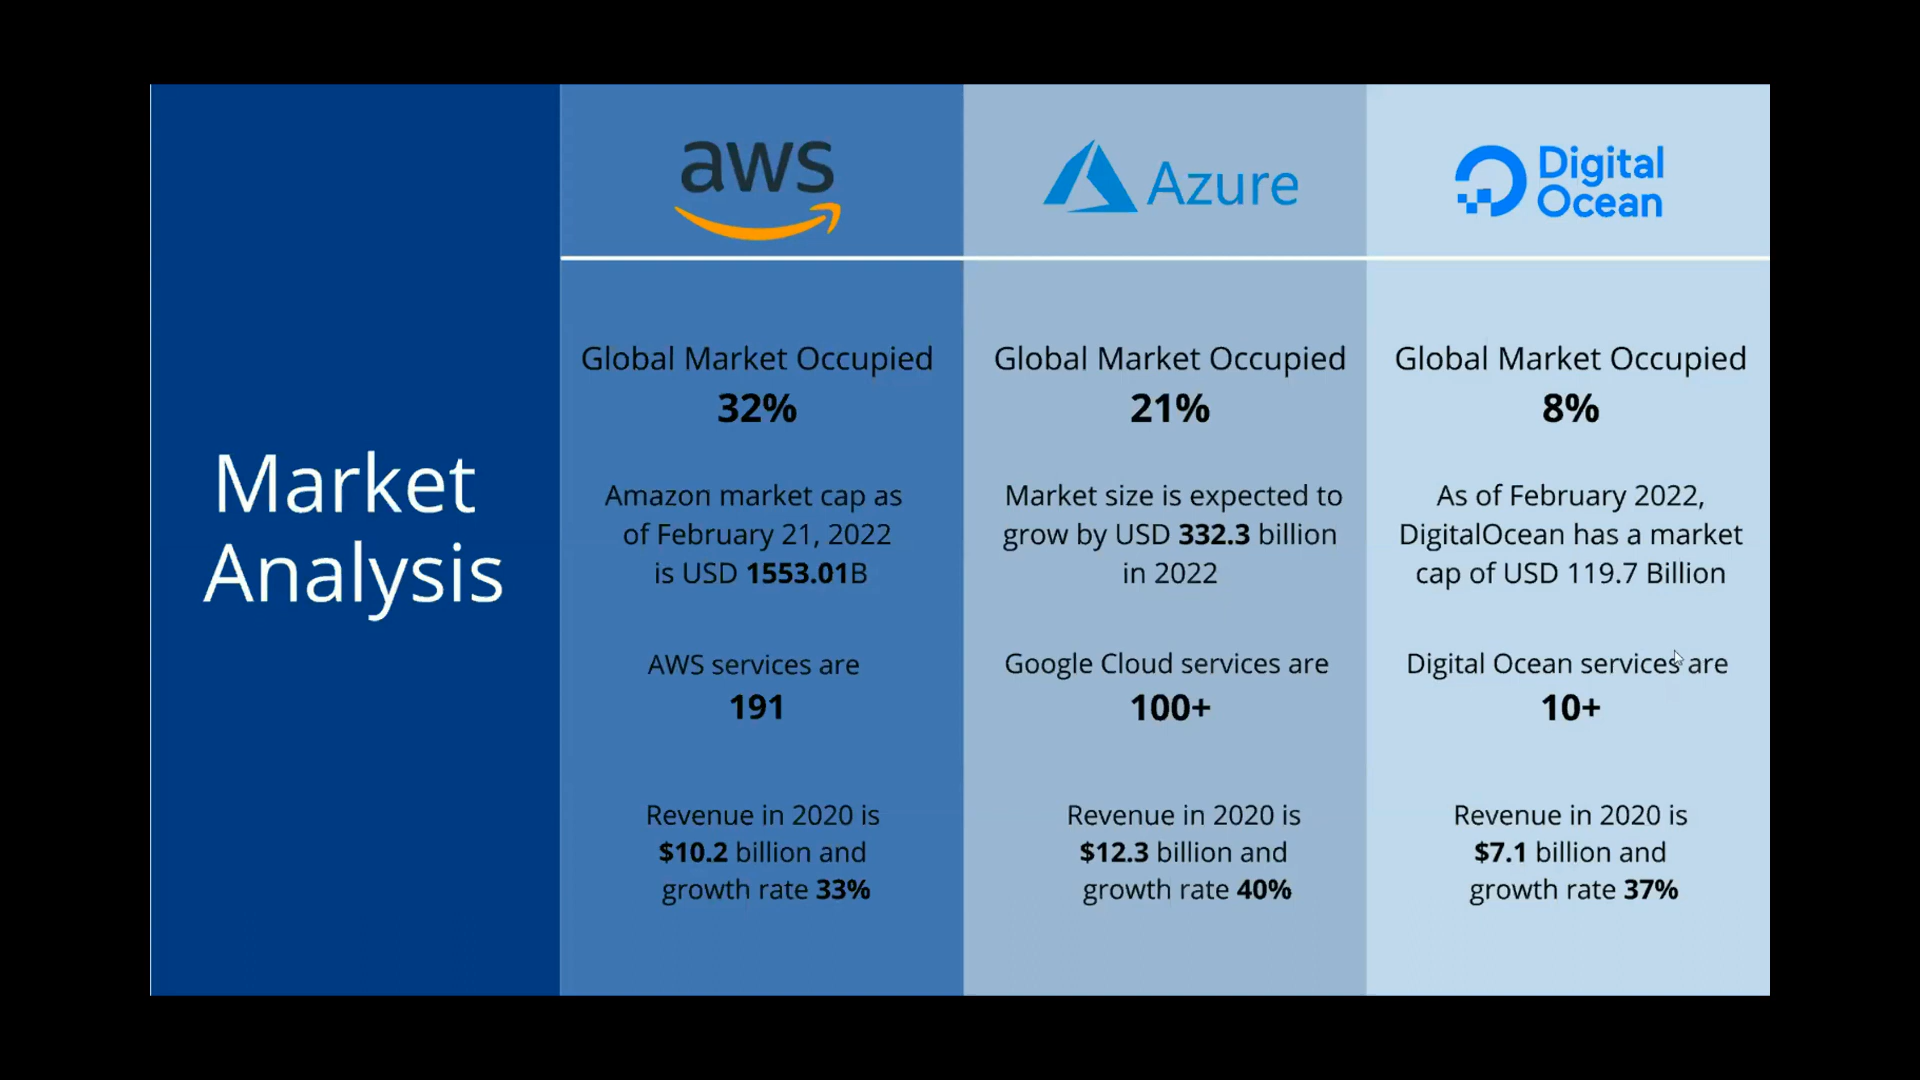 Market
Analysis
aws
Global Market Occupied
32%
Amazon market cap as
of February 21, 2022
is USD 1553.01B
AWS services are
191
Revenue in 2020 is
$10.2 billion and
growth rate 33%
Azure
Global Market Occupied
21%
Market size is expected to
grow by USD 332.3 billion
in 2022
Google Cloud services are
100+
Revenue in 2020 is
$12.3 billion and
growth rate 40%
Digital
Ocean
Global Market Occupied
8%
As of February 2022,
DigitalOcean has a market
cap of USD 119.7 Billion
Digital Ocean services are
10+
Revenue in 2020 is
$7.1 billion and
growth rate 37%